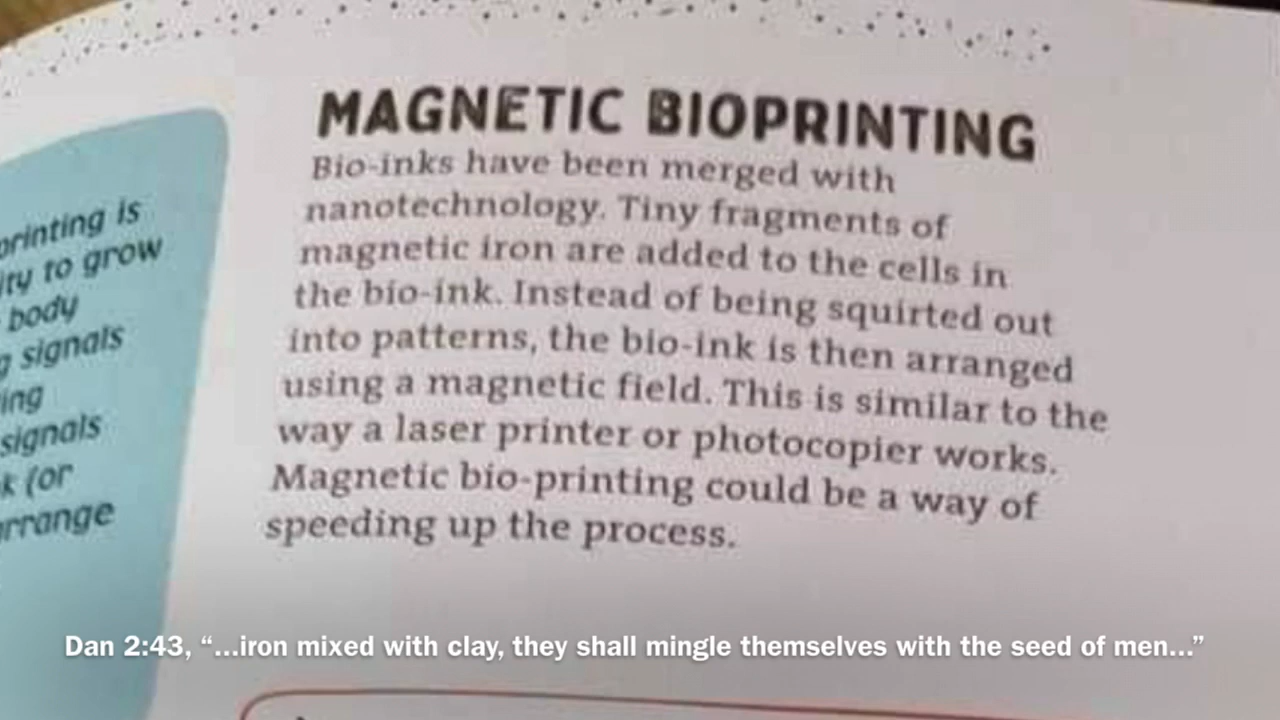 MAGNETIC BIOPRINTING
Bio-inks have been merged with
nanotechnology. Tiny fragments of
magnetic iron are added to the cells in
the bio-ink. Instead of being squirted out
into patterns, the bio-ink is then arranged
using a magnetic field. This is similar to the
way a laser printer or photocopier works.
Magnetic bio-printing could be a way of
speeding up the process.
printing is
ity to grow
body
signals
ing
signals
k (or
rrange
Dan 2:43, “...iron mixed with clay, they shall mingle themselves with the seed of men...”